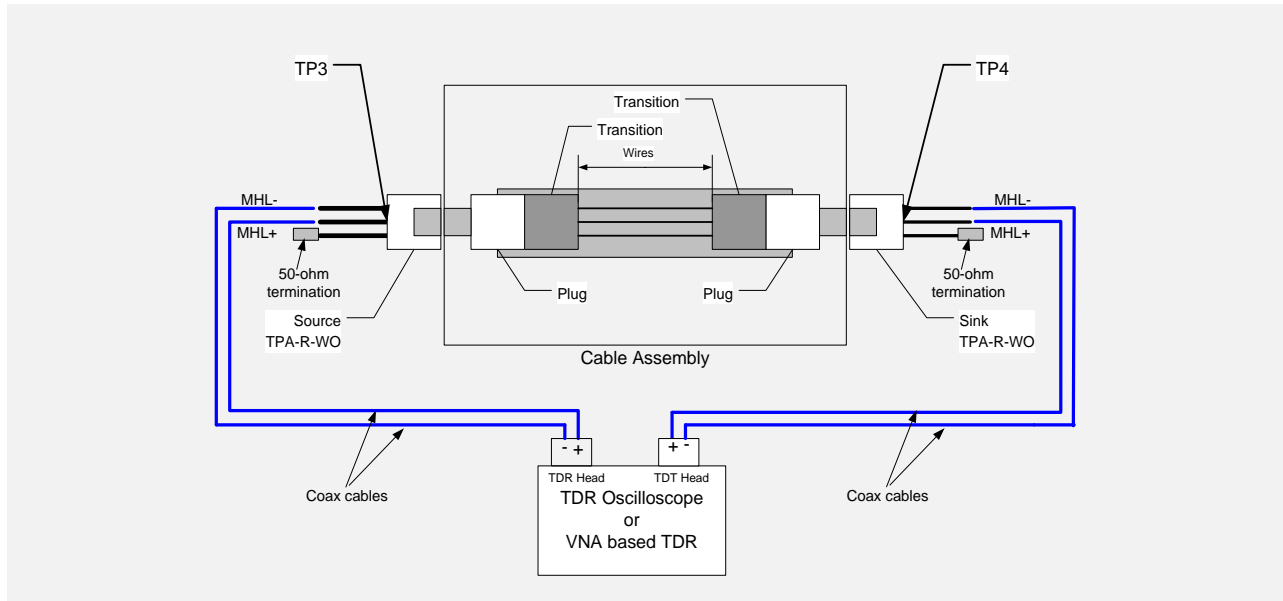 TP3
TP4
Transition
Transition
Wires
MHL-
MHL+
MHL-
MHL+
50-ohm
termination
Source
TPA-R-WO
Plug
Plug
50-ohm
termination
Sink
TPA-R-WO
Cable Assembly
- +
+ -
TDR Head
TDT Head
TDR Oscilloscope
or
VNA based TDR
Coax cables
Coax cables